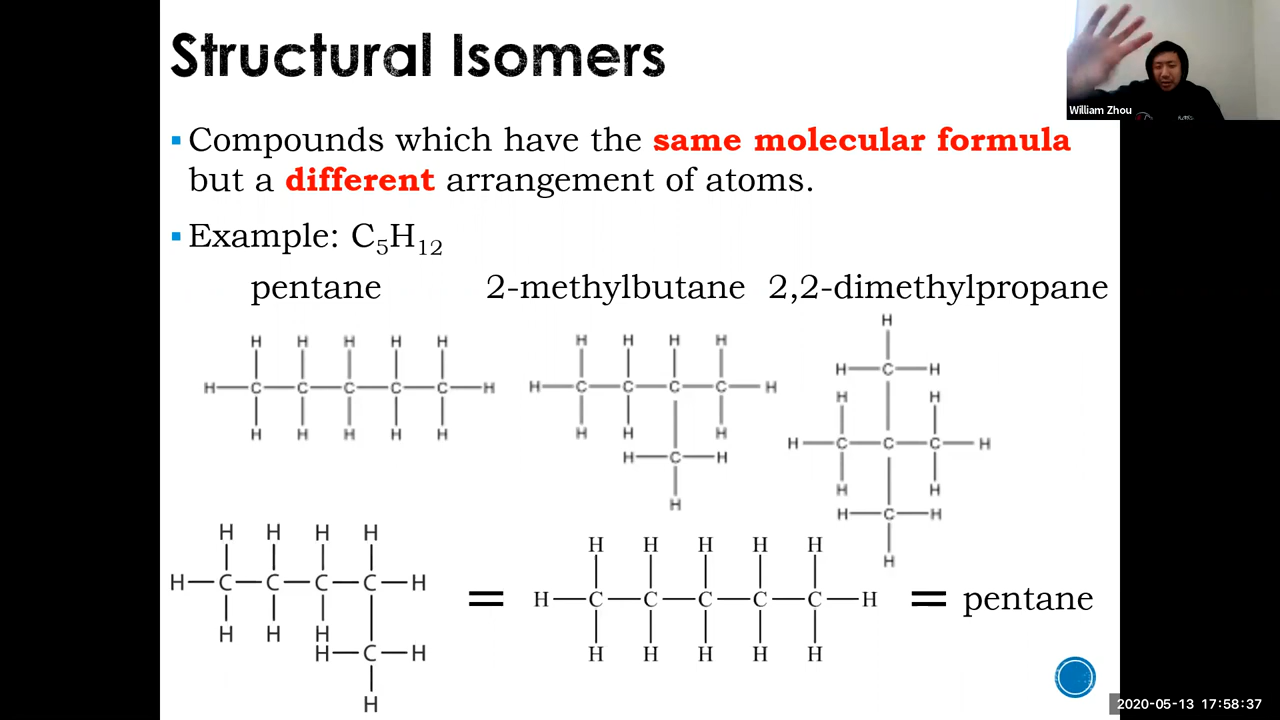 Structural Isomers
William Zhou
Compounds which have the same molecular formula
but a different arrangement of atoms.
Example: C₅H₁₂
pentane 2-methylbutane 2,2-dimethylpropane
H
H H H H H H H H H
H—C—C—C—C—C—H H—C—C—C—C—H H—C—H
H H
H H H H H H H H
H—C—C—C—H
H—C—H
H H
H
H—C—H
H
H H H H
H—C—C—C—C—H
H H H
H—C—H
H
=
H H H H H
H—C—C—C—C—C—H
H H H H H
= pentane
2020-05-13 17:58:37